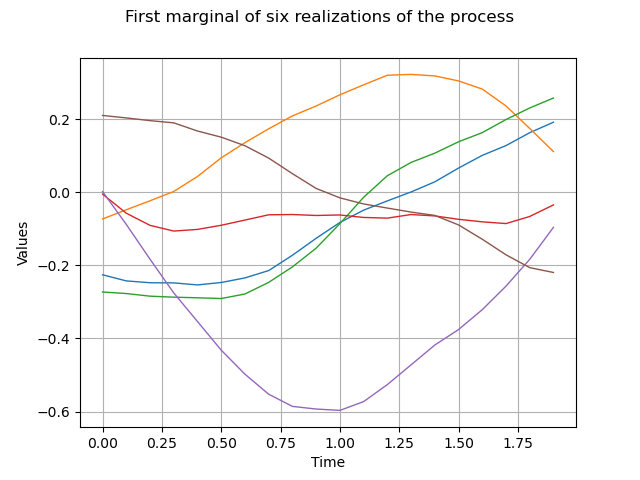 First marginal of six realizations of the process
Values
0.2
0.0
−0.2
−0.4
−0.6
0.00 0.25 0.50 0.75 1.00 1.25 1.50 1.75
Time